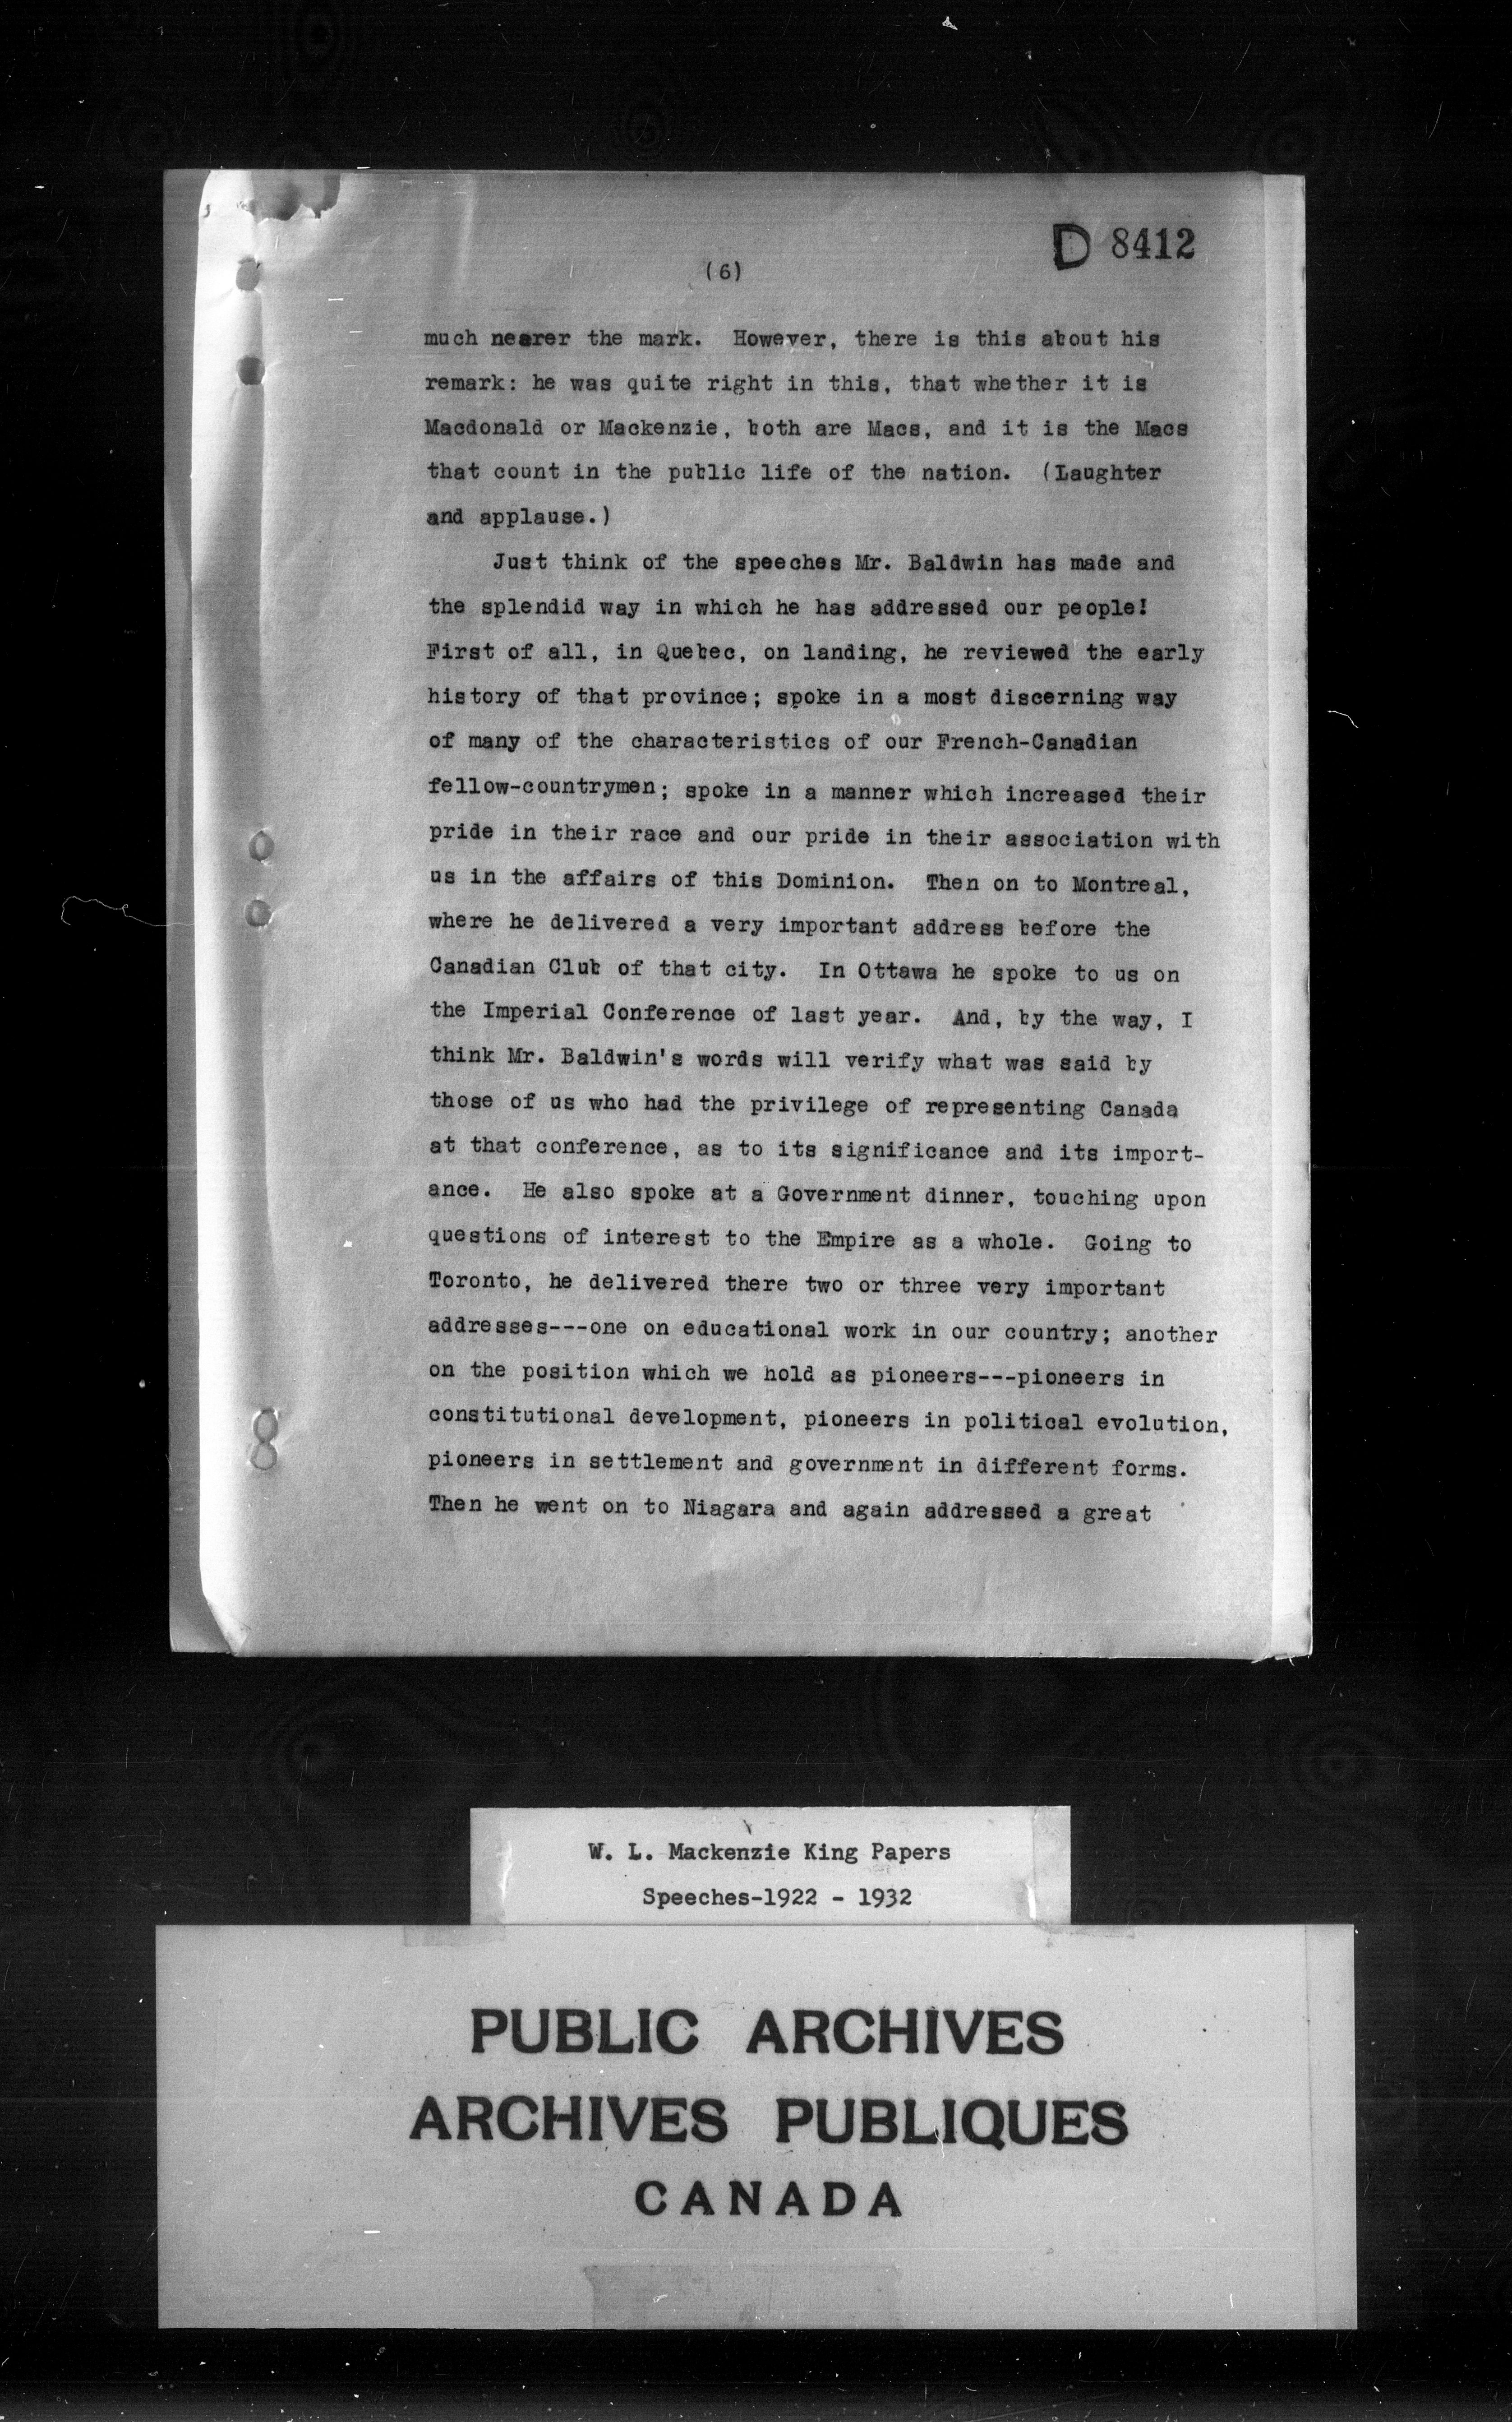 D 8412
(6)
much nearer the mark. However, there is this about his
remark: he was quite right in this, that whether it is
Macdonald or Mackenzie, both are Macs, and it is the Macs
that count in the public life of the nation. (Laughter
and applause.)
Just think of the speeches Mr. Baldwin has made and
the splendid way in which he has addressed our people!
First of all, in Quebec, on landing, he reviewed the early
history of that province; spoke in a most discerning way
of many of the characteristics of our French-Canadian
fellow-countrymen; spoke in a manner which increased their
pride in their race and our pride in their association with
us in the affairs of this Dominion. Then on to Montreal,
where he delivered a very important address before the
Canadian Club of that city. In Ottawa he spoke to us on
the Imperial Conference of last year. And, by the way, I
think Mr. Baldwin's words will verify what was said by
those of us who had the privilege of representing Canada
at that conference, as to its significance and its import-
ance. He also spoke at a Government dinner, touching upon
questions of interest to the Empire as a whole. Going to
Toronto, he delivered there two or three very important
addresses---one on educational work in our country; another
on the position which we hold as pioneers---pioneers in
constitutional development, pioneers in political evolution,
pioneers in settlement and government in different forms.
Then he went on to Niagara and again addressed a great
W. L. Mackenzie King Papers
Speeches-1922 - 1932
PUBLIC ARCHIVES
ARCHIVES PUBLIQUES
CANADA